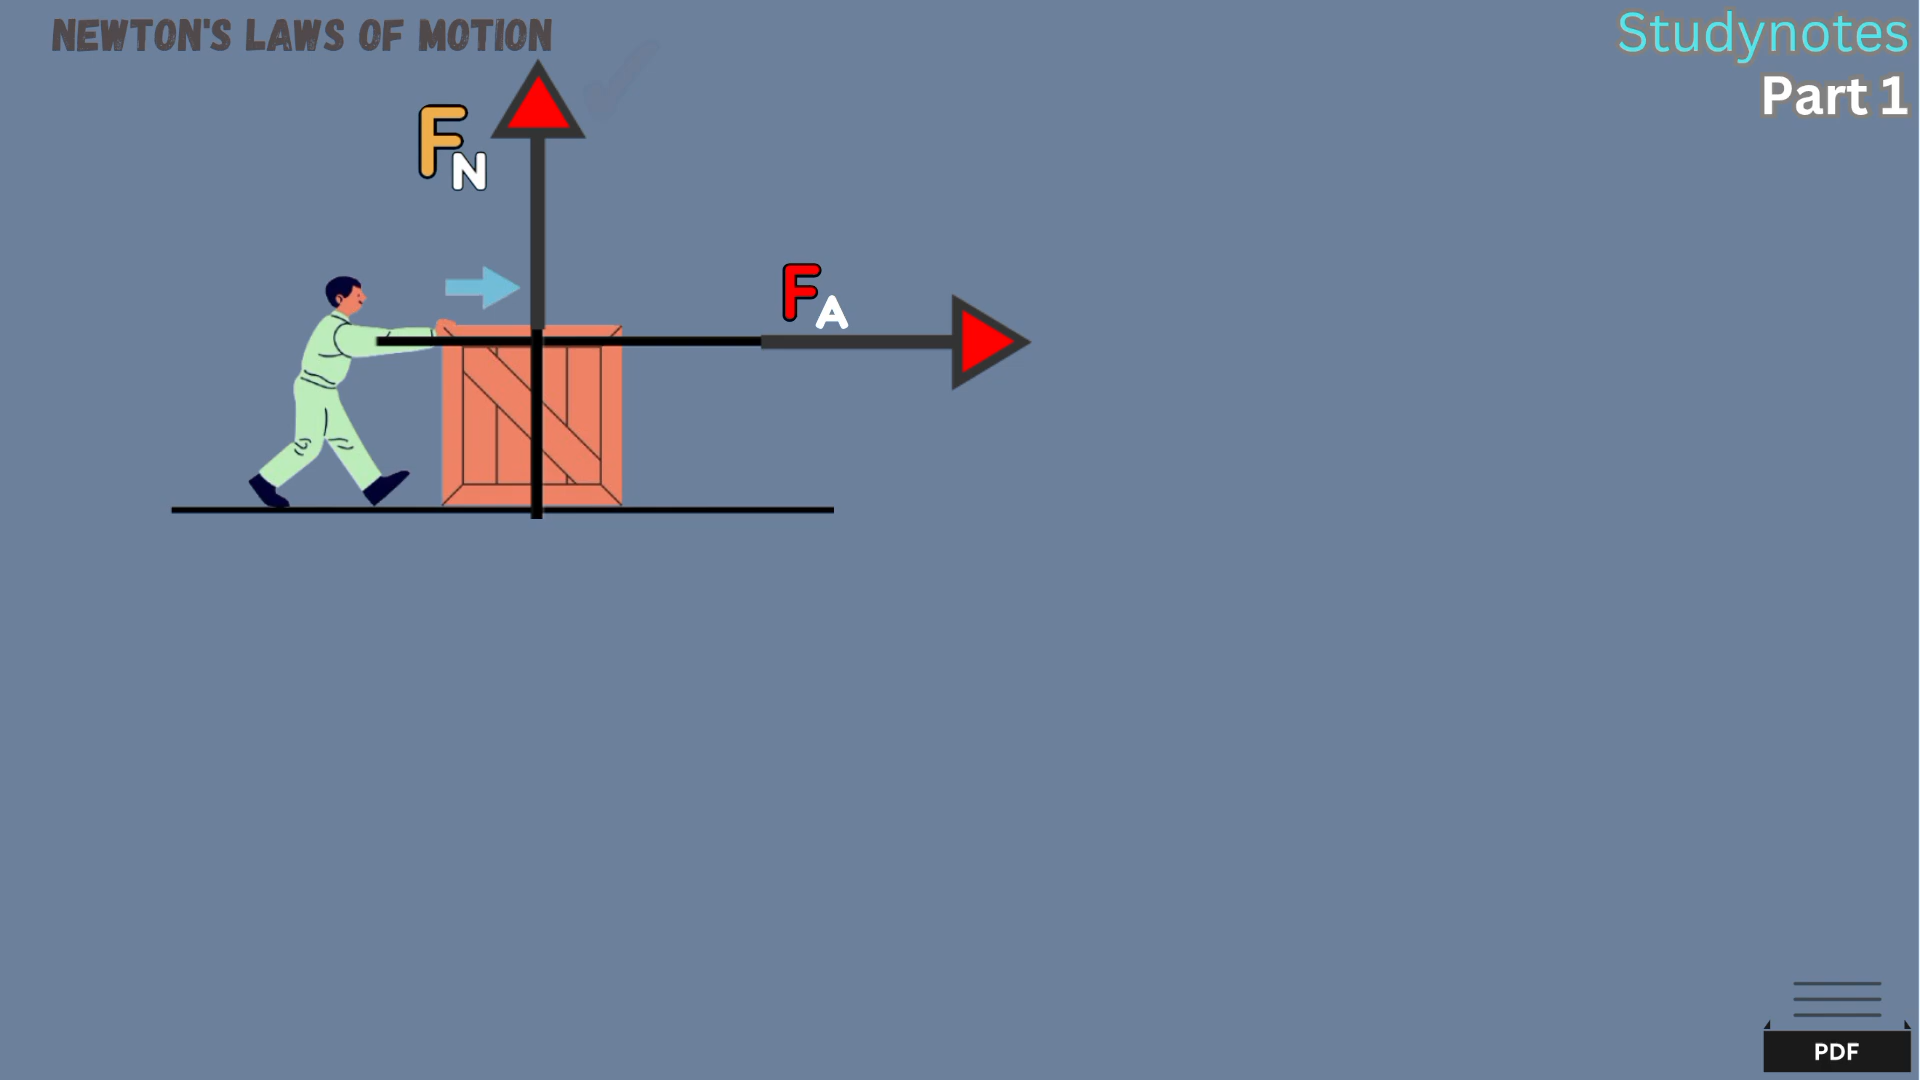 NEWTON'S LAWS OF MOTION
Studynotes
Part 1
FN
FA
PDF